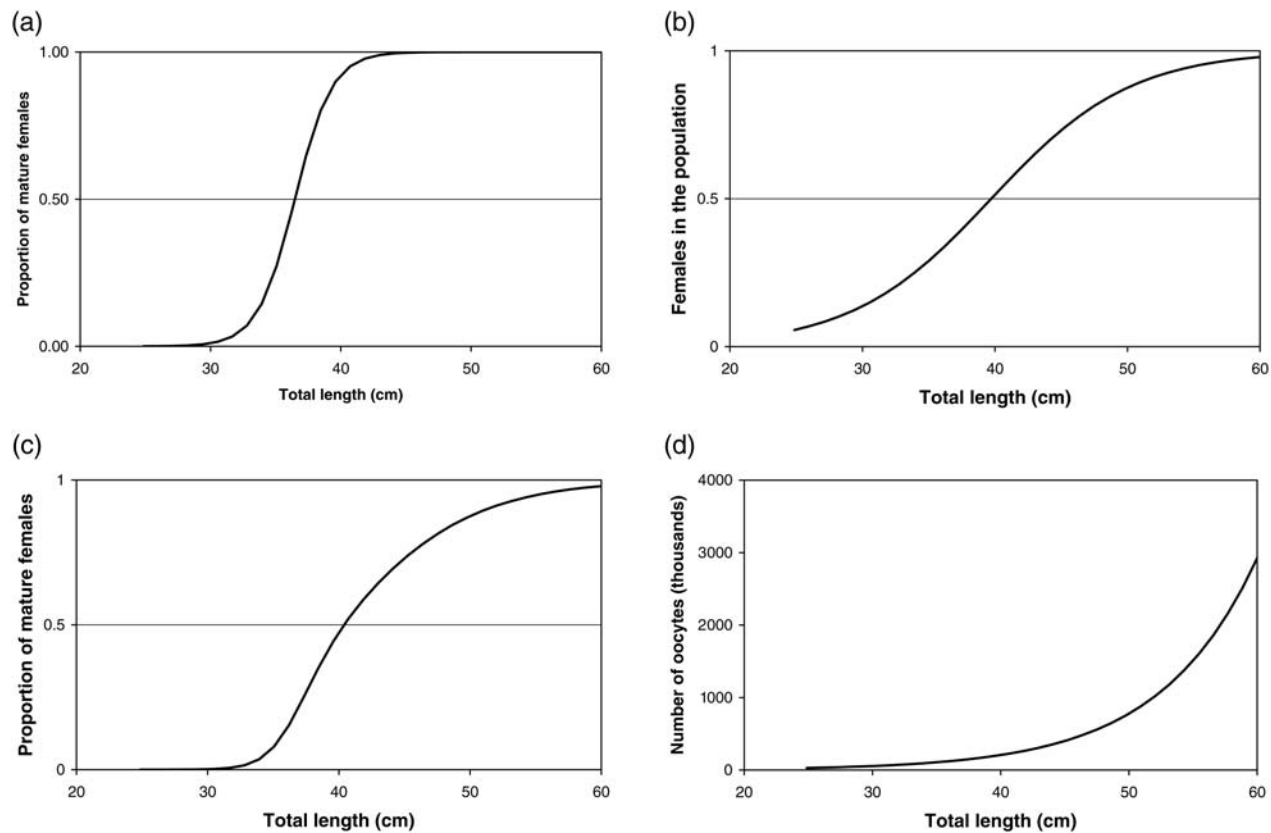 (a)
Proportion of mature females
1.00
0.50
0.00
20 30 40 50 60
Total length (cm)
(b)
Females in the population
1
0.5
0
20 30 40 50 60
Total length (cm)
(c)
Proportion of mature females
1
0.5
0
20 30 40 50 60
Total length (cm)
(d)
Number of oocytes (thousands)
4000
3000
2000
1000
0
20 30 40 50 60
Total length (cm)